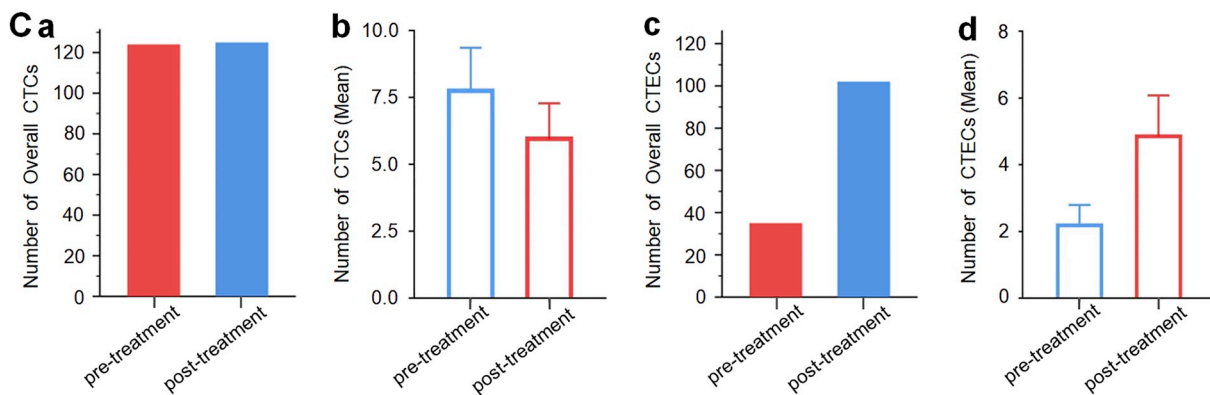 C a
Number of Overall CTCs
120
100
80
60
40
20
0
pre-treatment
post-treatment
b
Number of CTCs (Mean)
10.0
7.5
5.0
2.5
0.0
pre-treatment
post-treatment
c
Number of Overall CTECs
120
100
80
60
40
20
0
pre-treatment
post-treatment
d
Number of CTECs (Mean)
8
6
4
2
0
pre-treatment
post-treatment